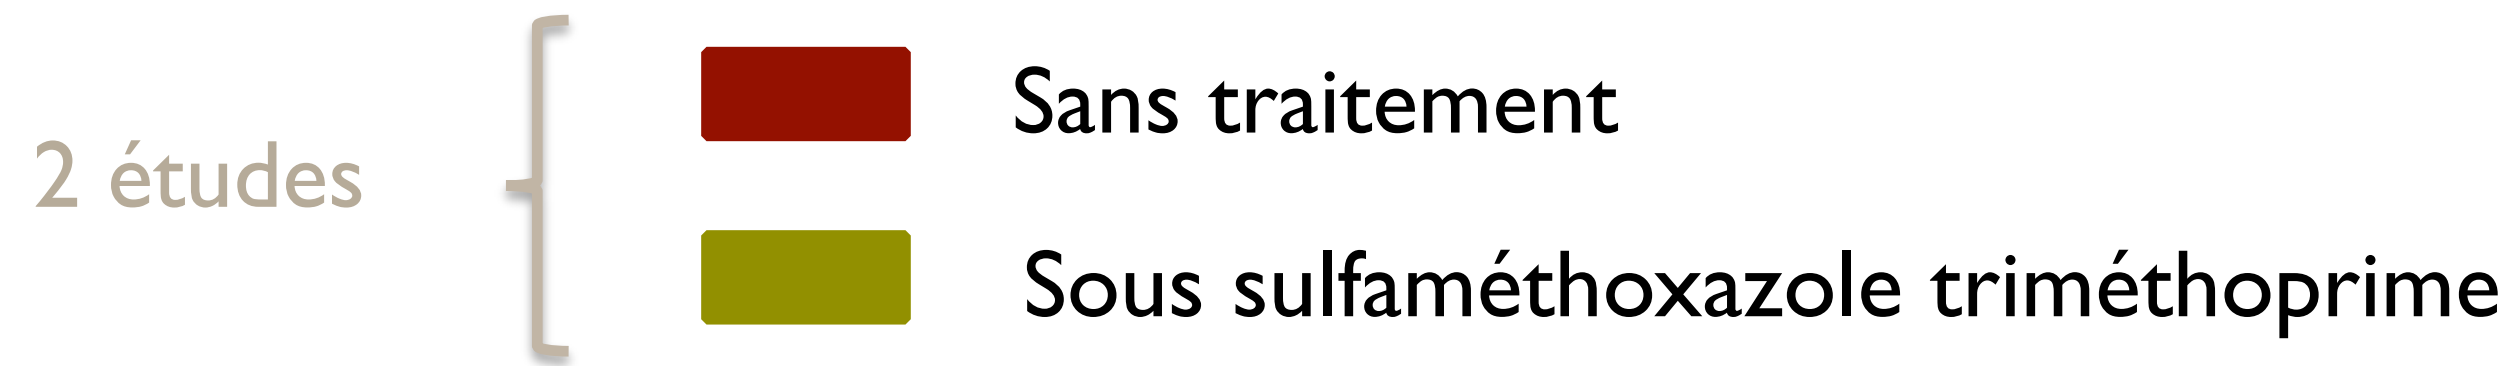 Sans traitement
2 études
Sous sulfaméthoxazole triméthoprime